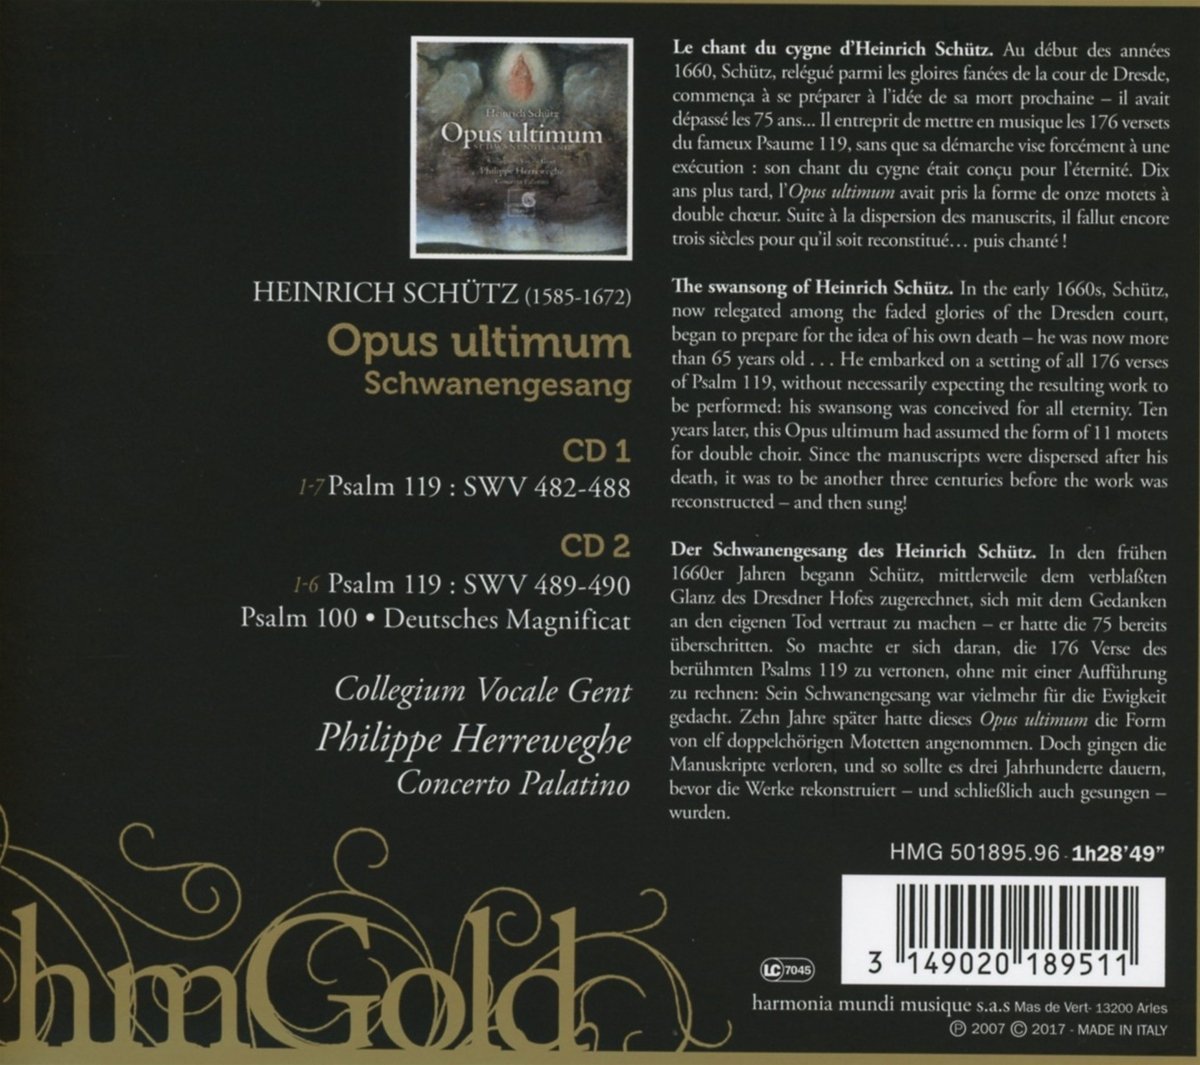 Heinrich Schütz
Opus ultimum
SCHWANENGESANG
Philippe Herreweghe
Concerto Palatino
HEINRICH SCHÜTZ (1585-1672)
Opus ultimum
Schwanengesang
CD 1
1-7 Psalm 119 : SWV 482-488
CD 2
1-6 Psalm 119 : SWV 489-490
Psalm 100 • Deutsches Magnificat
Collegium Vocale Gent
Philippe Herreweghe
Concerto Palatino
Le chant du cygne d’Heinrich Schütz. Au début des années
1660, Schütz, relégué parmi les gloires fanées de la cour de Dresde,
commença à se préparer à l’idée de sa mort prochaine – il avait
dépassé les 75 ans... Il entreprit de mettre en musique les 176 versets
du fameux Psaume 119, sans que sa démarche vise forcément à une
exécution : son chant du cygne était conçu pour l’éternité. Dix
ans plus tard, l’Opus ultimum avait pris la forme de onze motets à
double chœur. Suite à la dispersion des manuscrits, il fallut encore
trois siècles pour qu’il soit reconstitué… puis chanté !
The swansong of Heinrich Schütz. In the early 1660s, Schütz,
now relegated among the faded glories of the Dresden court,
began to prepare for the idea of his own death – he was now more
than 65 years old . . . He embarked on a setting of all 176 verses
of Psalm 119, without necessarily expecting the resulting work to
be performed: his swansong was conceived for all eternity. Ten
years later, this Opus ultimum had assumed the form of 11 motets
for double choir. Since the manuscripts were dispersed after his
death, it was to be another three centuries before the work was
reconstructed – and then sung!
Der Schwanengesang des Heinrich Schütz. In den frühen
1660er Jahren begann Schütz, mittlerweile dem verblaßten
Glanz des Dresdner Hofes zugerechnet, sich mit dem Gedanken
an den eigenen Tod vertraut zu machen – er hatte die 75 bereits
überschritten. So machte er sich daran, die 176 Verse des
berühmten Psalms 119 zu vertonen, ohne mit einer Aufführung
zu rechnen: Sein Schwanengesang war vielmehr für die Ewigkeit
gedacht. Zehn Jahre später hatte dieses Opus ultimum die Form
von elf doppelchörigen Motetten angenommen. Doch gingen die
Manuskripte verloren, und so sollte es drei Jahrhunderte dauern,
bevor die Werke rekonstruiert – und schließlich auch gesungen –
wurden.
HMG 501895.96 · 1h28’49”
3 149020 189511
LC 7045
harmonia mundi musique s.a.s Mas de Vert- 13200 Arles
℗ 2007 © 2017 - MADE IN ITALY
hmGold